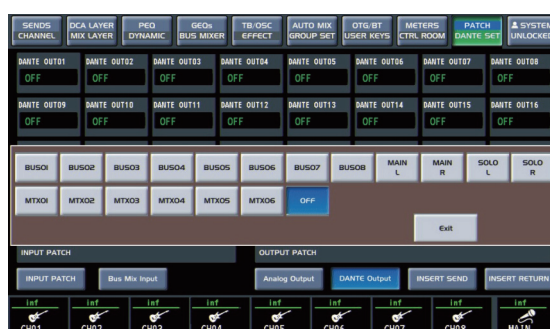 SENDS DCA LAYER PEQ GEQs TB/OSC AUTO MIX OTG/BT METERS PATCH SYSTEM
CHANNEL MIX LAYER DYNAMIC BUS MIXER EFFECT GROUP SET USER KEYS CTRL ROOM DANTE SET UNLOCKED
DANTE OUT01 DANTE OUT02 DANTE OUT03 DANTE OUT04 DANTE OUT05 DANTE OUT06 DANTE OUT07 DANTE OUT08
OFF OFF OFF OFF OFF OFF OFF OFF
DANTE OUT09 DANTE OUT10 DANTE OUT11 DANTE OUT12 DANTE OUT13 DANTE OUT14 DANTE OUT15 DANTE OUT16
OFF OFF OFF OFF OFF OFF OFF OFF
BUS01 BUS02 BUS03 BUS04 BUS05 BUS06 BUS07 BUS08 MAIN L MAIN R SOLO L SOLO R
MTX01 MTX02 MTX03 MTX04 MTX05 MTX06 OFF
Exit
INPUT PATCH OUTPUT PATCH
INPUT PATCH Bus Mix Input Analog Output DANTE Output INSERT SEND INSERT RETURN
inf inf inf inf inf inf inf inf inf
CH01 CH02 CH03 CH04 CH05 CH06 CH07 CH08 MAIN